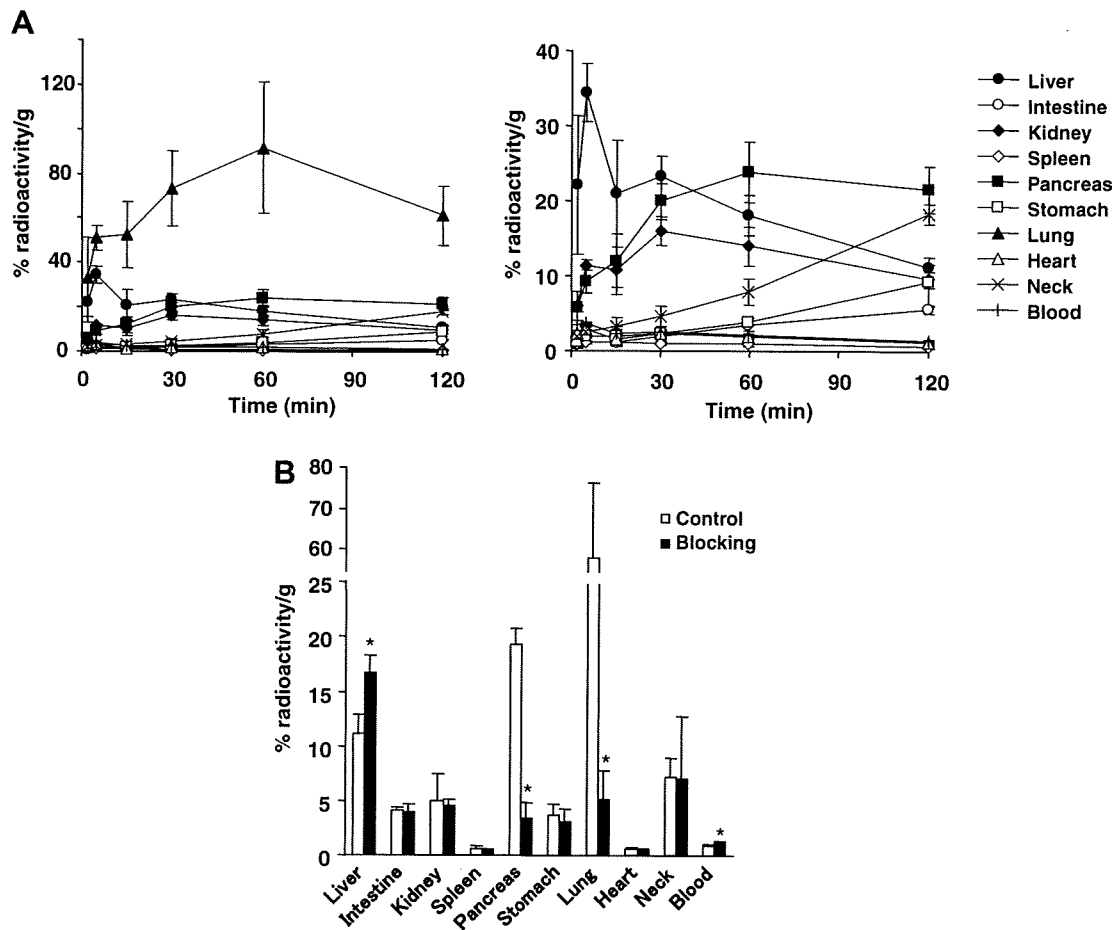 A
120
80
40
0
% radioactivity/g
0 30 60 90 120
Time (min)
40
30
20
10
0
% radioactivity/g
0 30 60 90 120
Time (min)
Liver
Intestine
Kidney
Spleen
Pancreas
Stomach
Lung
Heart
Neck
Blood
B
80
70
60
25
20
15
10
5
0
% radioactivity/g
Control
Blocking
*
*
*
*
Liver
Intestine
Kidney
Spleen
Pancreas
Stomach
Lung
Heart
Neck
Blood